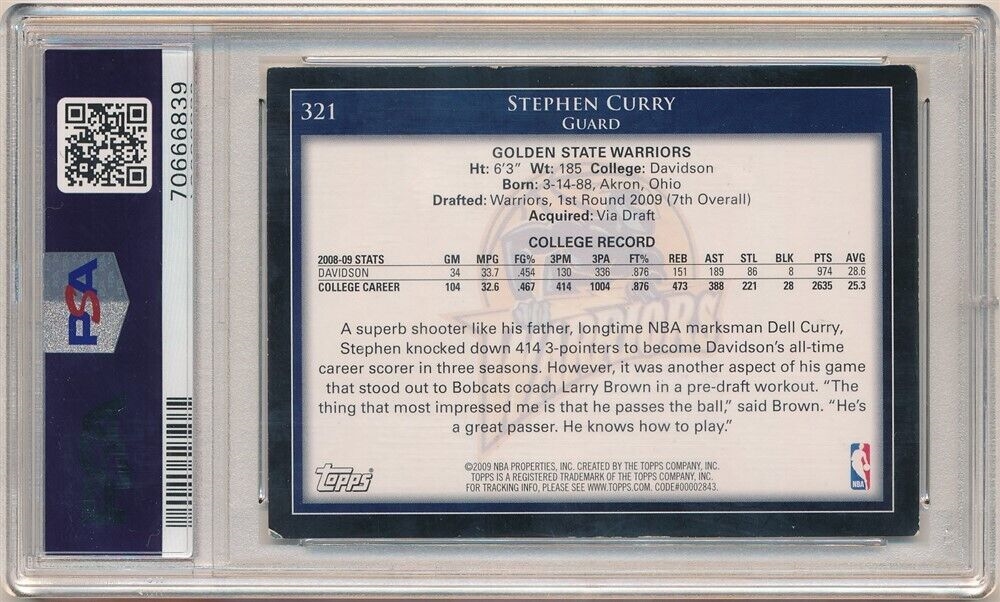 PSA
70666839
321
STEPHEN CURRY
GUARD
GOLDEN STATE WARRIORS
Ht: 6'3" Wt: 185 College: Davidson
Born: 3-14-88, Akron, Ohio
Drafted: Warriors, 1st Round 2009 (7th Overall)
Acquired: Via Draft
COLLEGE RECORD
2008-09 STATS GM MPG FG% 3PM 3PA FT% REB AST STL BLK PTS AVG
DAVIDSON 34 33.7 .454 130 336 .876 151 189 86 8 974 28.6
COLLEGE CAREER 104 32.6 .467 414 1004 .876 473 388 221 28 2635 25.3
WARRIORS
A superb shooter like his father, longtime NBA marksman Dell Curry,
Stephen knocked down 414 3-pointers to become Davidson's all-time
career scorer in three seasons. However, it was another aspect of his game
that stood out to Bobcats coach Larry Brown in a pre-draft workout. “The
thing that most impressed me is that he passes the ball,” said Brown. “He's
a great passer. He knows how to play.”
Topps®
©2009 NBA PROPERTIES, INC. CREATED BY THE TOPPS COMPANY, INC.
TOPPS IS A REGISTERED TRADEMARK OF THE TOPPS COMPANY, INC.
FOR TRACKING INFO, PLEASE SEE WWW.TOPPS.COM. CODE#00002843.
NBA